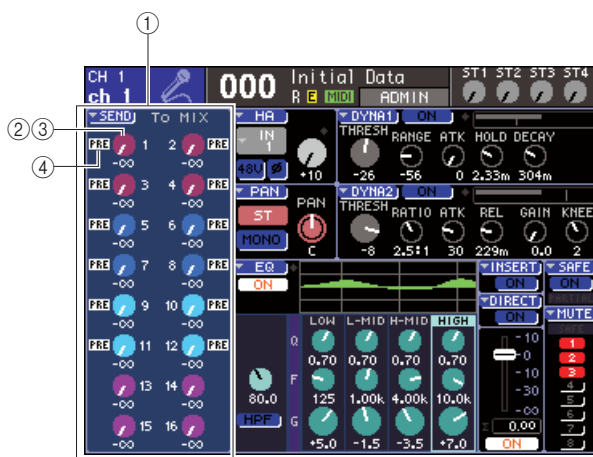 ①
②③
④
CH 1
ch 1
000
Initial Data
R E MIDI ADMIN
ST1 ST2 ST3 ST4
SEND To MIX
PRE 1 2 PRE
-∞ -∞
PRE 3 4 PRE
-∞ -∞
PRE 5 6 PRE
-∞ -∞
PRE 7 8 PRE
-∞ -∞
PRE 9 10 PRE
-∞ -∞
PRE 11 12 PRE
-∞ -∞
13 14
-∞ -∞
15 16
-∞ -∞
HA
IN
1
48V Ø
+10
PAN
ST
MONO
PAN
C
DYNA1 ON
THRESH RANGE ATK HOLD DECAY
-26 -56 0 2.33m 304m
DYNA2 ON
THRESH RATIO ATK REL GAIN KNEE
-8 2.5:1 30 229m 0.0 2
EQ
ON
LOW L-MID H-MID HIGH
Q
0.70 0.70 0.70 0.70
F
80.0 125 1.00k 4.00k 10.0k
HPF G
+5.0 -1.5 -3.5 +7.0
INSERT
ON
DIRECT
ON
10
0
-10
-30
-∞
Σ 0.00
ON
SAFE
ON
PARTIAL
MUTE
SAFE
1
2
3
4
5
6
7
8